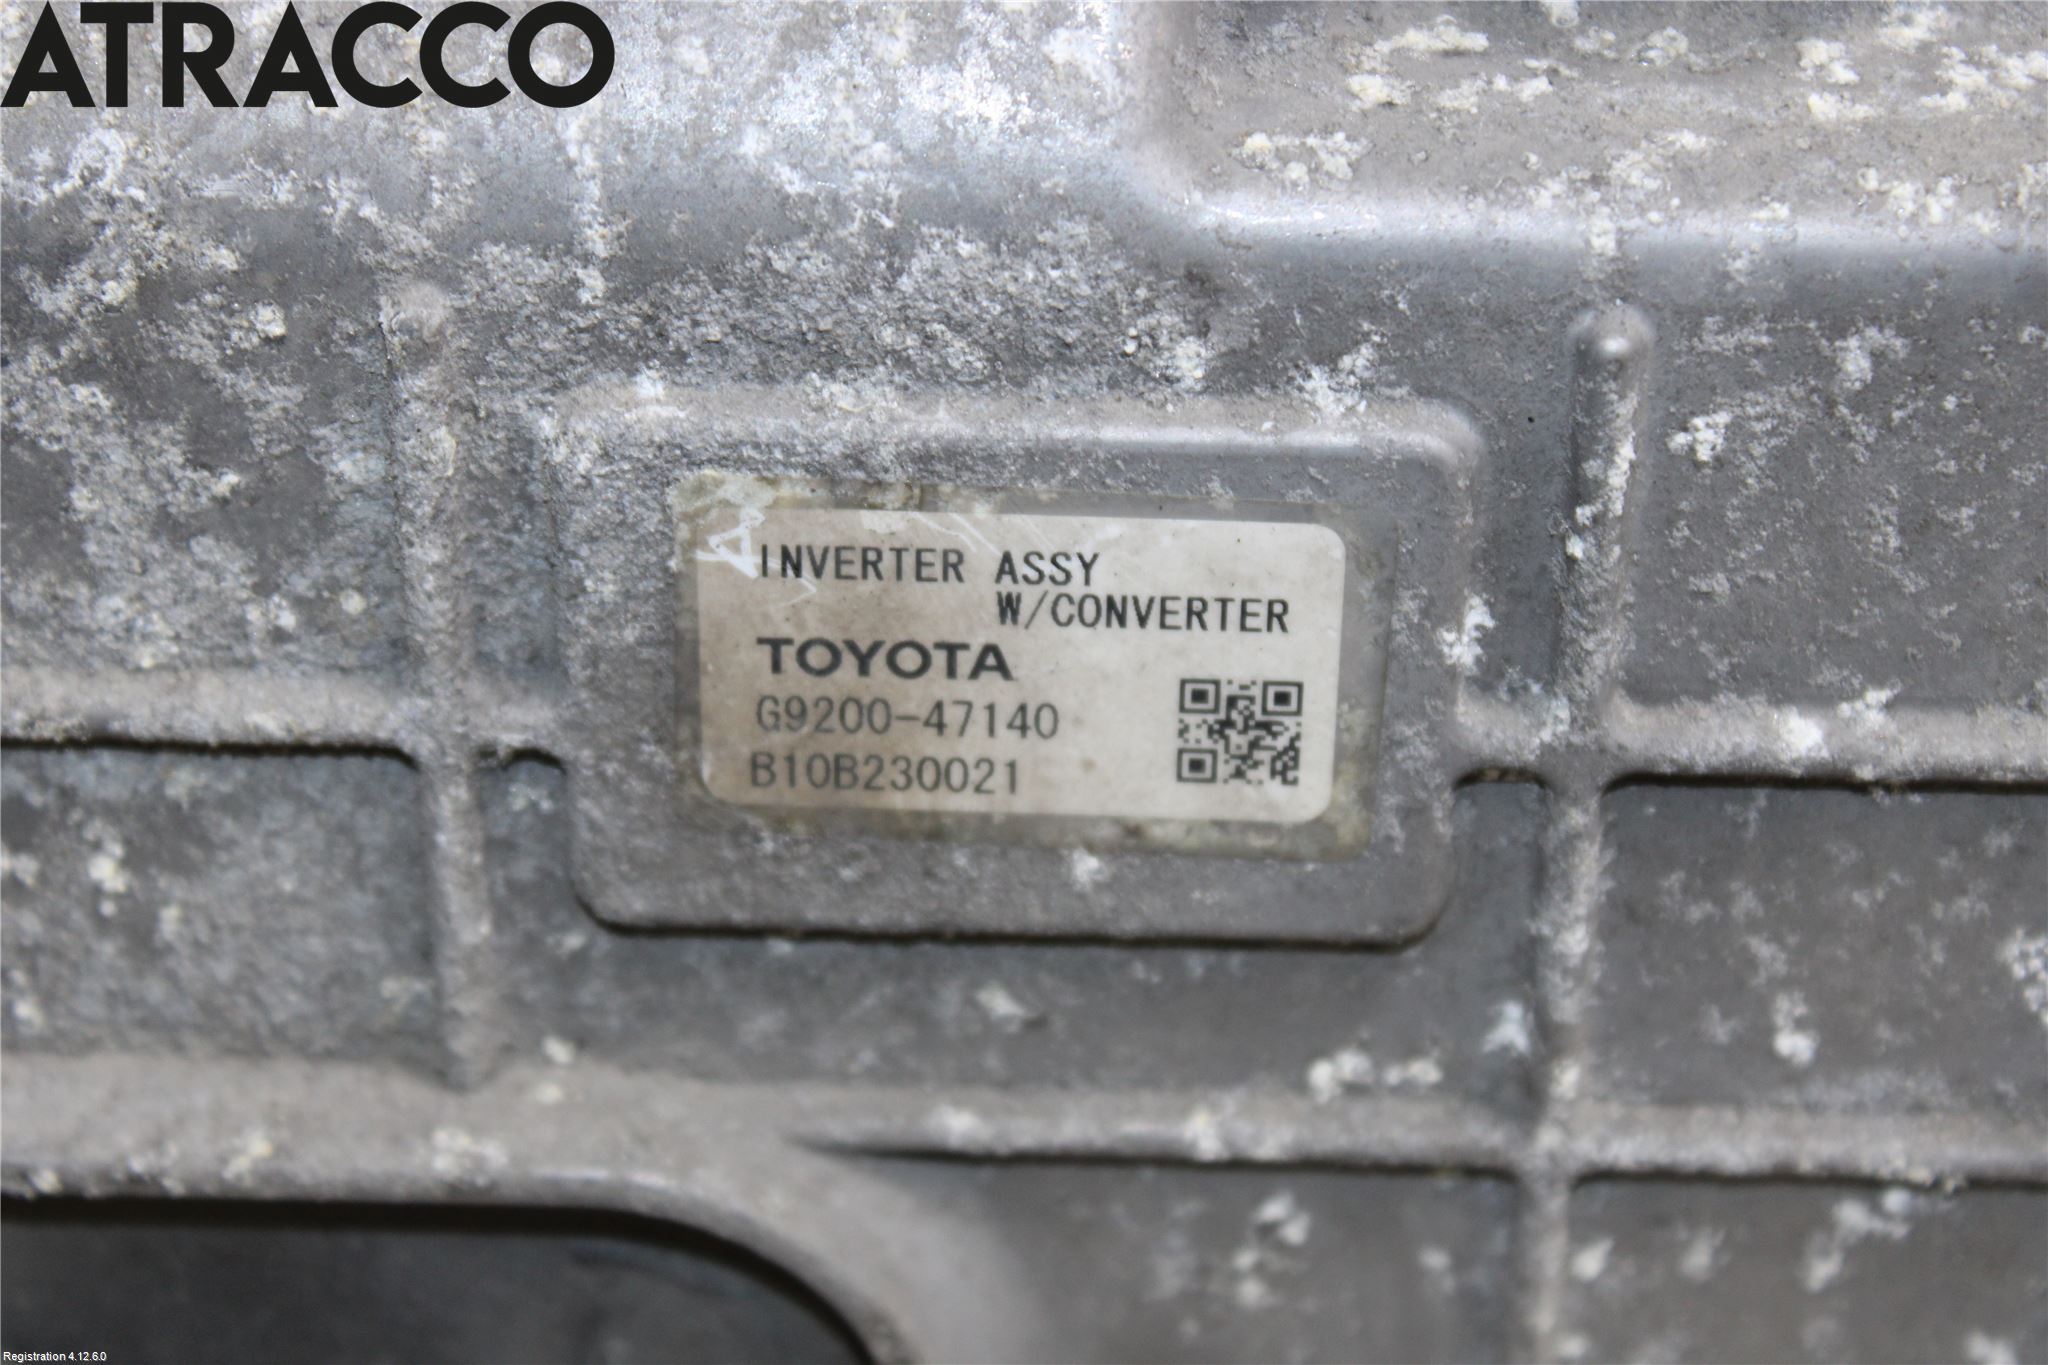 ATRACCO
INVERTER ASSY
W/CONVERTER
TOYOTA
G9200-47140
B10B230021
Registration 4.12.6.0